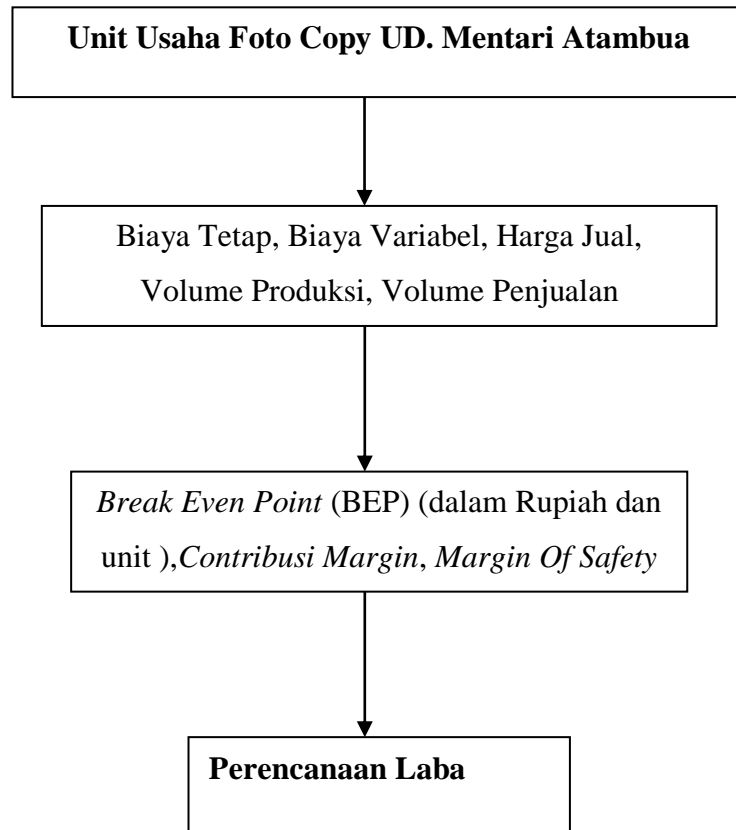 Unit Usaha Foto Copy UD. Mentari Atambua
Biaya Tetap, Biaya Variabel, Harga Jual,
Volume Produksi, Volume Penjualan
Break Even Point (BEP) (dalam Rupiah dan
unit ),Contribusi Margin, Margin Of Safety
Perencanaan Laba